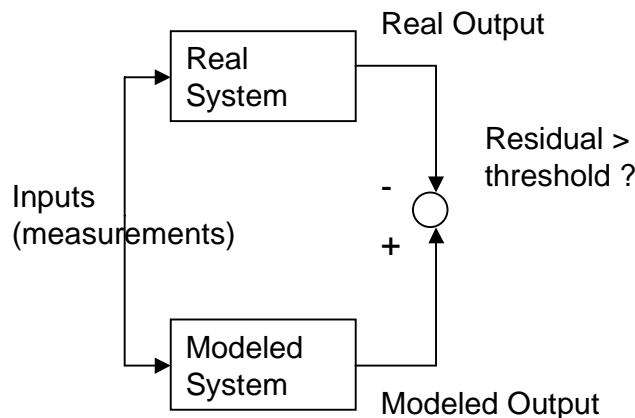 Real Output
Real
System
Residual >
threshold ?
Inputs
(measurements)
-
+
Modeled
System
Modeled Output